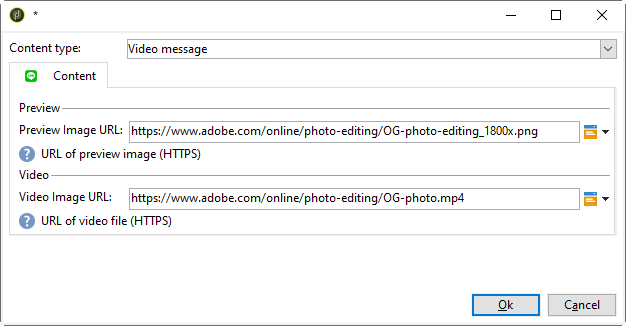 *
Content type: Video message
Content
Preview
Preview Image URL: https://www.adobe.com/online/photo-editing/OG-photo-editing_1800x.png
? URL of preview image (HTTPS)
Video
Video Image URL: https://www.adobe.com/online/photo-editing/OG-photo.mp4
? URL of video file (HTTPS)
Ok Cancel